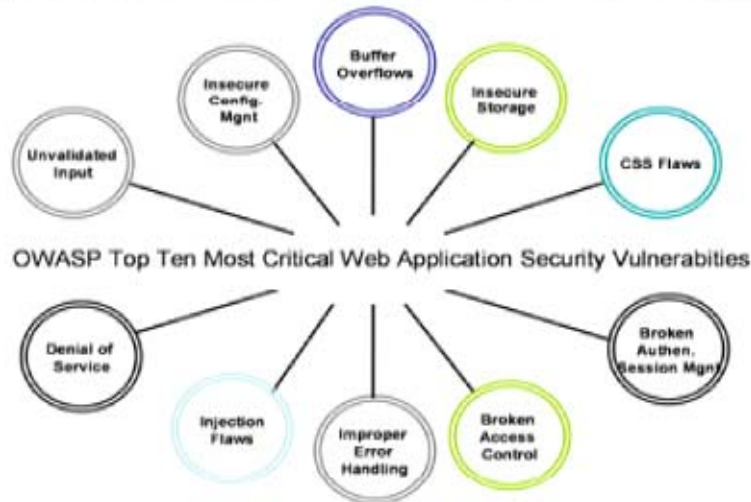 Buffer
Overflows
Insecure
Config.
Mgnt
Insecure
Storage
Unvalidated
Input
CSS Flaws
OWASP Top Ten Most Critical Web Application Security Vulnerabities
Denial of
Service
Broken
Authen.
Session Mgnt
Injection
Flaws
Improper
Error
Handling
Broken
Access
Control